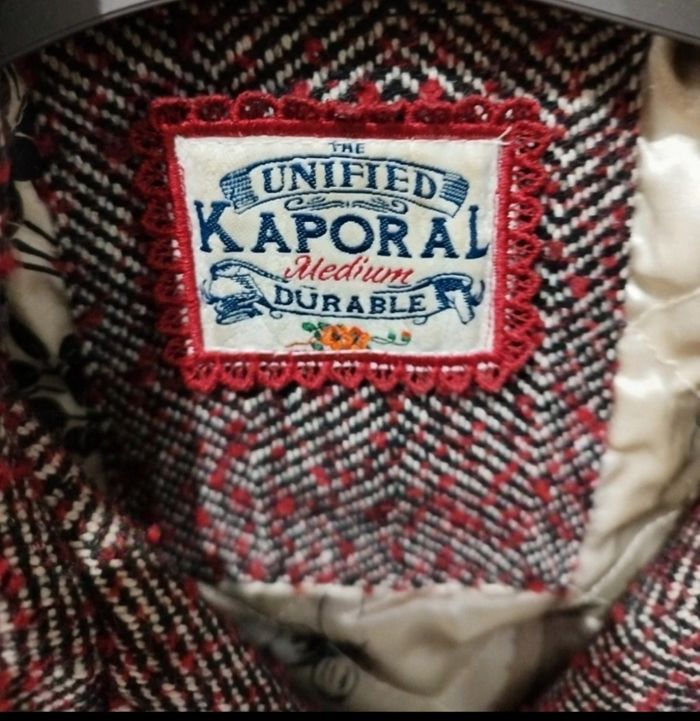 THE
UNIFIED
KAPORAL
Medium
DURABLE